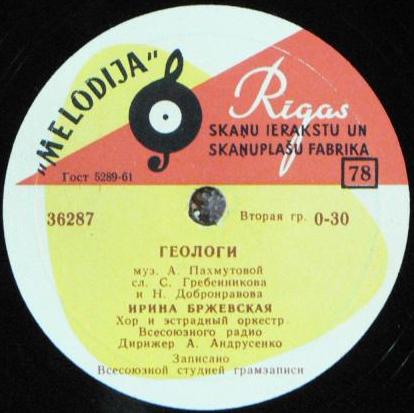 "MELODIJA"
Rīgas
SKAŅU IERAKSTU UN
SKAŅUPLAŠU FABRIKA
78
Гост 5289-61
36287
Вторая гр. 0-30
ГЕОЛОГИ
муз. А. Пахмутовой
сл. С. Гребенникова
и Н. Добронравова
ИРИНА БРЖЕВСКАЯ
Хор и эстрадный оркестр
Всесоюзного радио
Дирижер А. Андрусенко
Записано
Всесоюзной студией грамзаписи